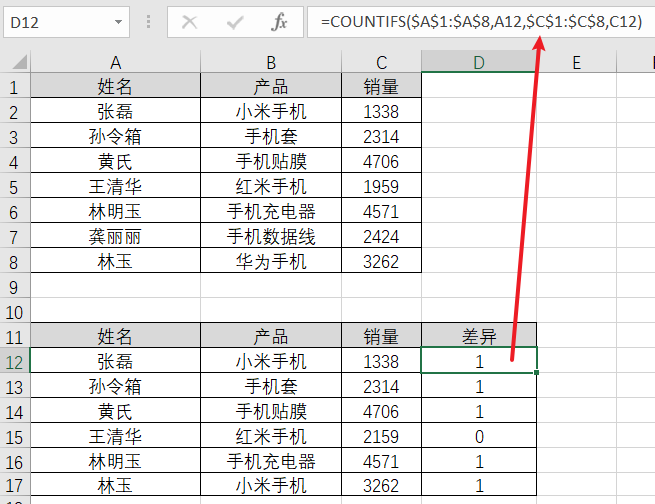 D12 fx =COUNTIFS($A$1:$A$8,A12,$C$1:$C$8,C12)
A B C D E
1 姓名 产品 销量
2 张磊 小米手机 1338
3 孙令箱 手机套 2314
4 黄氏 手机贴膜 4706
5 王清华 红米手机 1959
6 林明玉 手机充电器 4571
7 龚丽丽 手机数据线 2424
8 林玉 华为手机 3262
9
10
11 姓名 产品 销量 差异
12 张磊 小米手机 1338 1
13 孙令箱 手机套 2314 1
14 黄氏 手机贴膜 4706 1
15 王清华 红米手机 2159 0
16 林明玉 手机充电器 4571 1
17 林玉 小米手机 3262 1